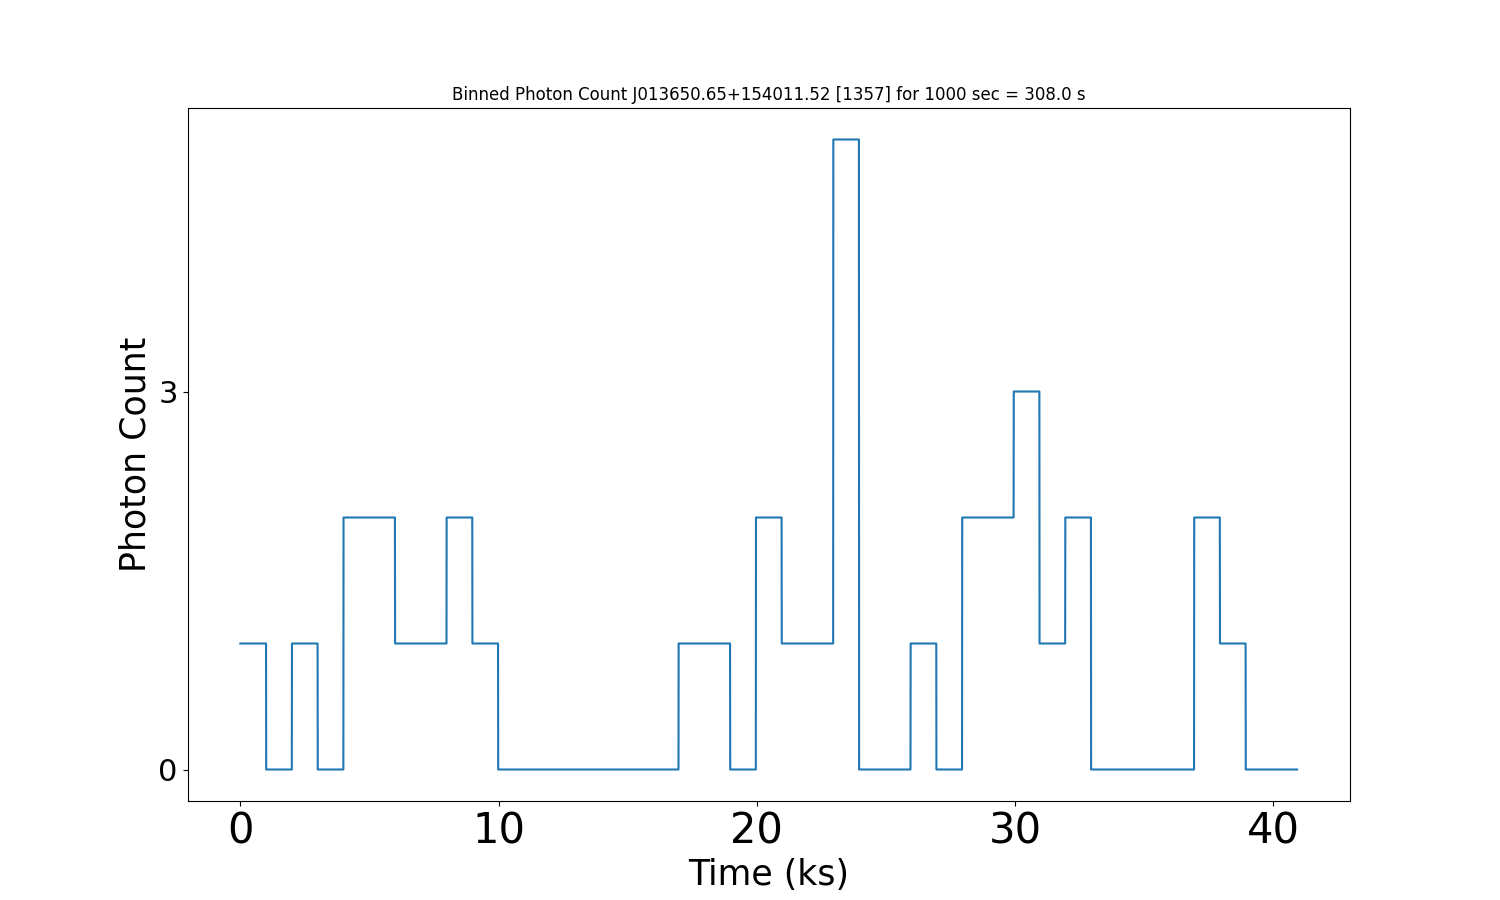 Binned Photon Count J013650.65+154011.52 [1357] for 1000 sec = 308.0 s
Photon Count
3
0
0 10 20 30 40
Time (ks)